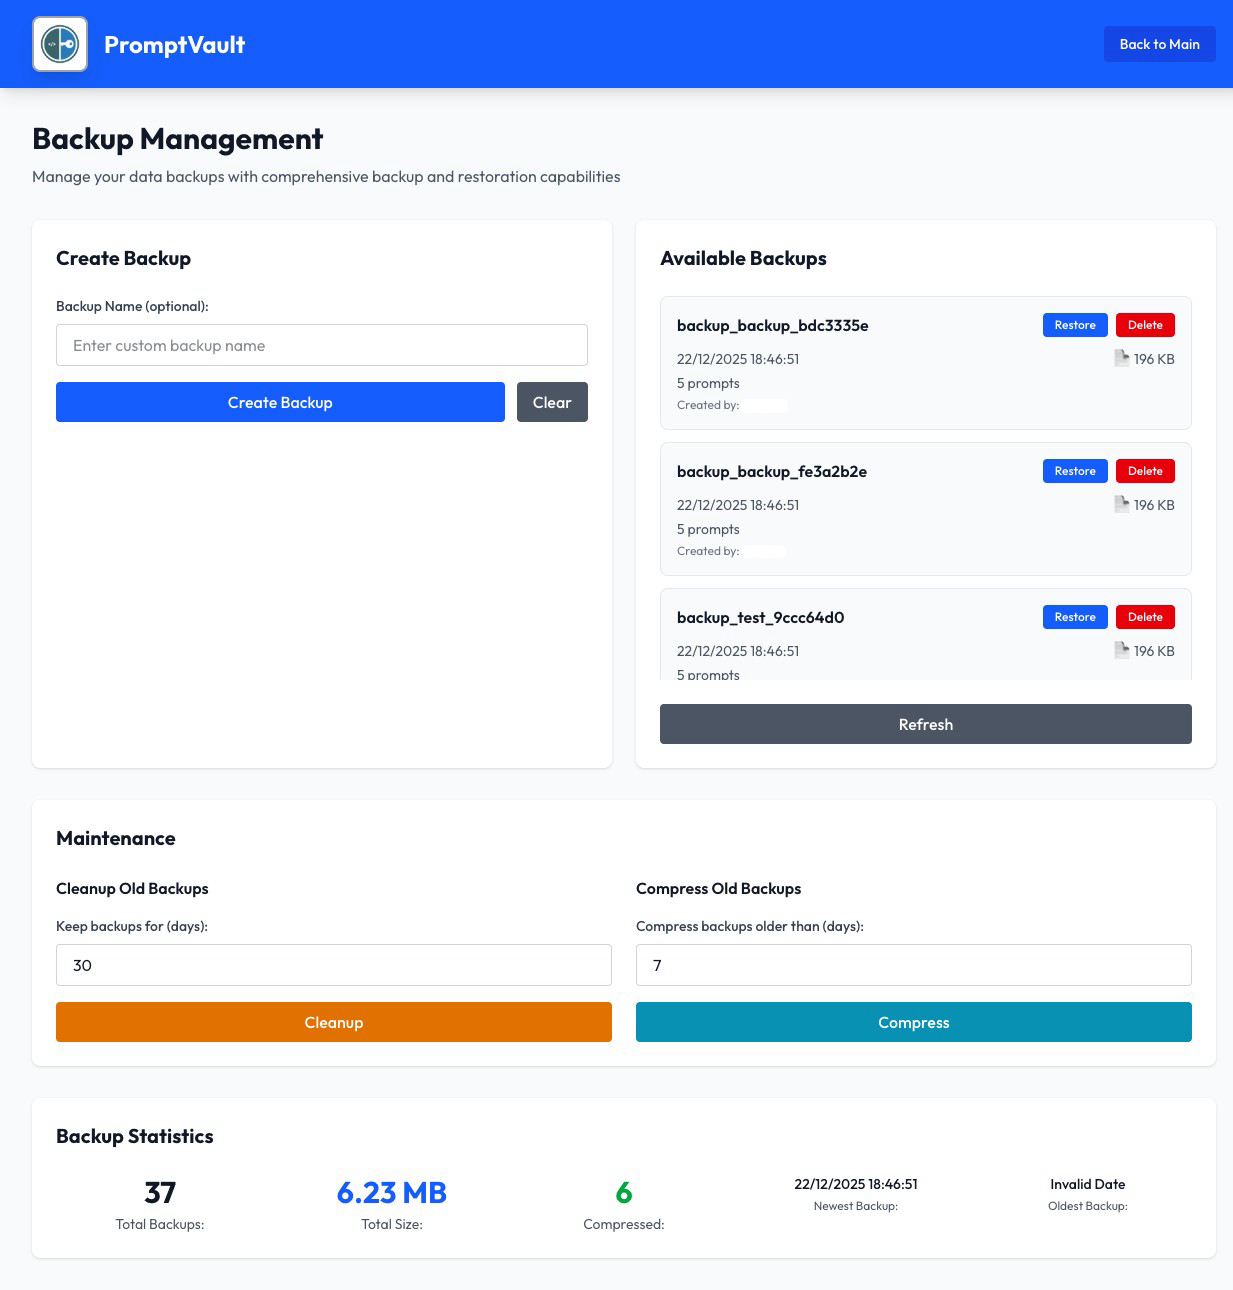 PromptVault
Back to Main
Backup Management
Manage your data backups with comprehensive backup and restoration capabilities
Create Backup
Backup Name (optional):
Enter custom backup name
Create Backup
Clear
Available Backups
backup_backup_bdc3335e
Restore
Delete
22/12/2025 18:46:51
196 KB
5 prompts
Created by:
backup_backup_fe3a2b2e
Restore
Delete
22/12/2025 18:46:51
196 KB
5 prompts
Created by:
backup_test_9ccc64d0
Restore
Delete
22/12/2025 18:46:51
196 KB
5 prompts
Refresh
Maintenance
Cleanup Old Backups
Keep backups for (days):
30
Cleanup
Compress Old Backups
Compress backups older than (days):
7
Compress
Backup Statistics
37
Total Backups:
6.23 MB
Total Size:
6
Compressed:
22/12/2025 18:46:51
Newest Backup:
Invalid Date
Oldest Backup: